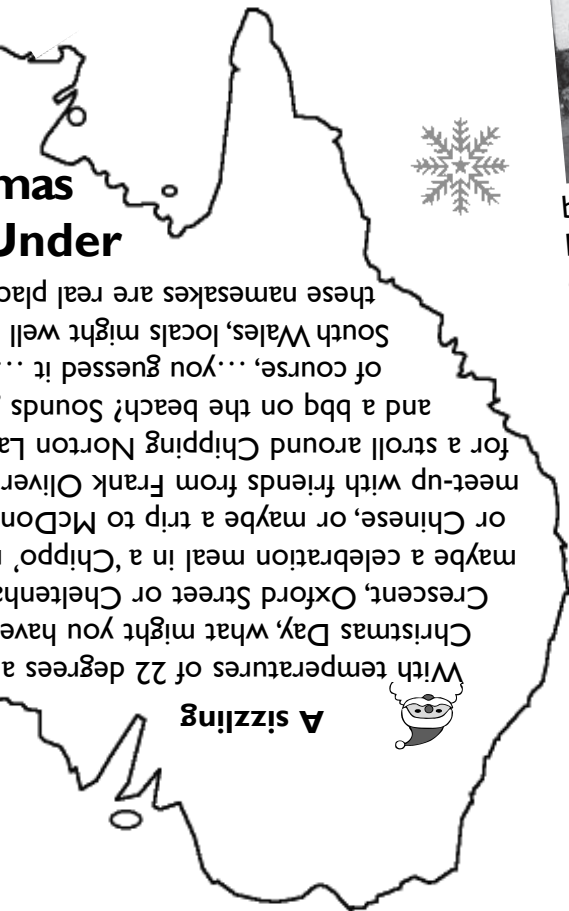 mas
Under
A sizzling
With temperatures of 22 degrees a
Christmas Day, what might you have
Crescent, Oxford Street or Cheltenha
maybe a celebration meal in a ‘Chippo’
or Chinese, or maybe a trip to McDon
meet-up with friends from Frank Oliver
for a stroll around Chipping Norton La
and a bbq on the beach? Sounds
of course, …you guessed it …
South Wales, locals might well
these namesakes are real plac